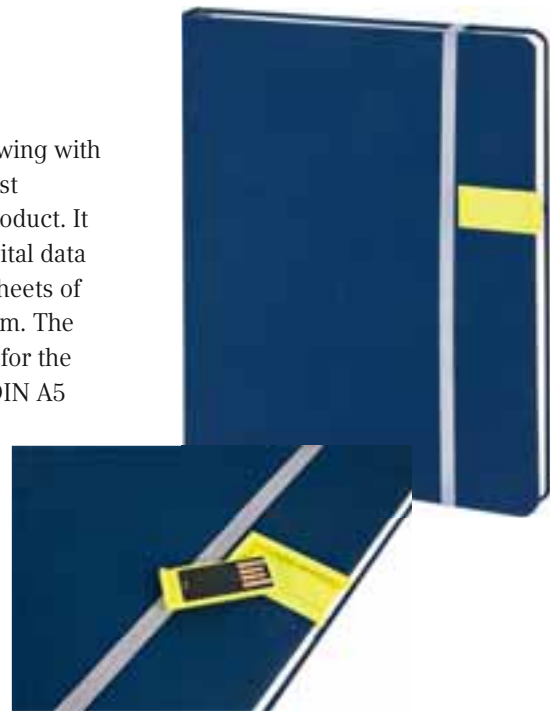 wing with
st
oduct. It
ital data
heets of
m. The
for the
DIN A5